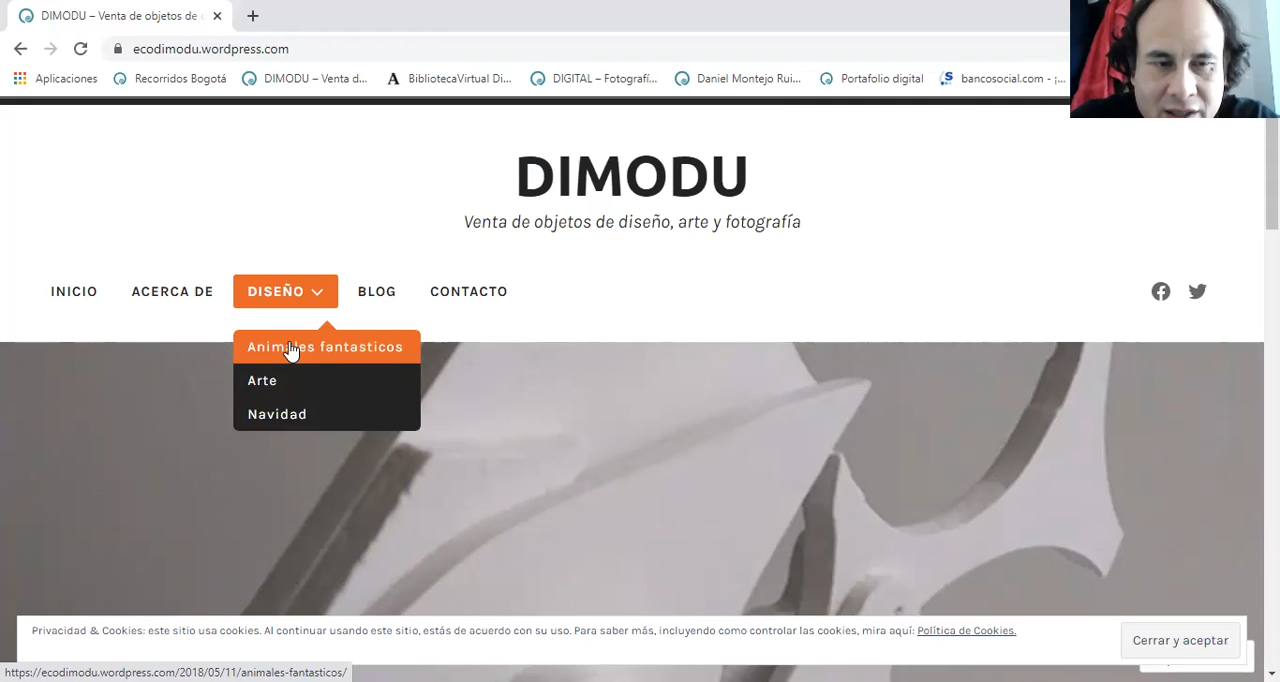 DIMODU – Venta de objetos de
ecodimodu.wordpress.com
Aplicaciones Recorridos Bogotá DIMODU – Venta d... BibliotecaVirtual Di... DIGITAL – Fotografí... Daniel Montejo Rui... Portafolio digital bancosocial.com - ¡...
DIMODU
Venta de objetos de diseño, arte y fotografía
INICIO ACERCA DE DISEÑO BLOG CONTACTO
Animales fantasticos
Arte
Navidad
Privacidad & Cookies: este sitio usa cookies. Al continuar usando este sitio, estás de acuerdo con su uso. Para saber más, incluyendo como controlar las cookies, mira aquí: Política de Cookies.
Cerrar y aceptar
https://ecodimodu.wordpress.com/2018/05/11/animales-fantasticos/